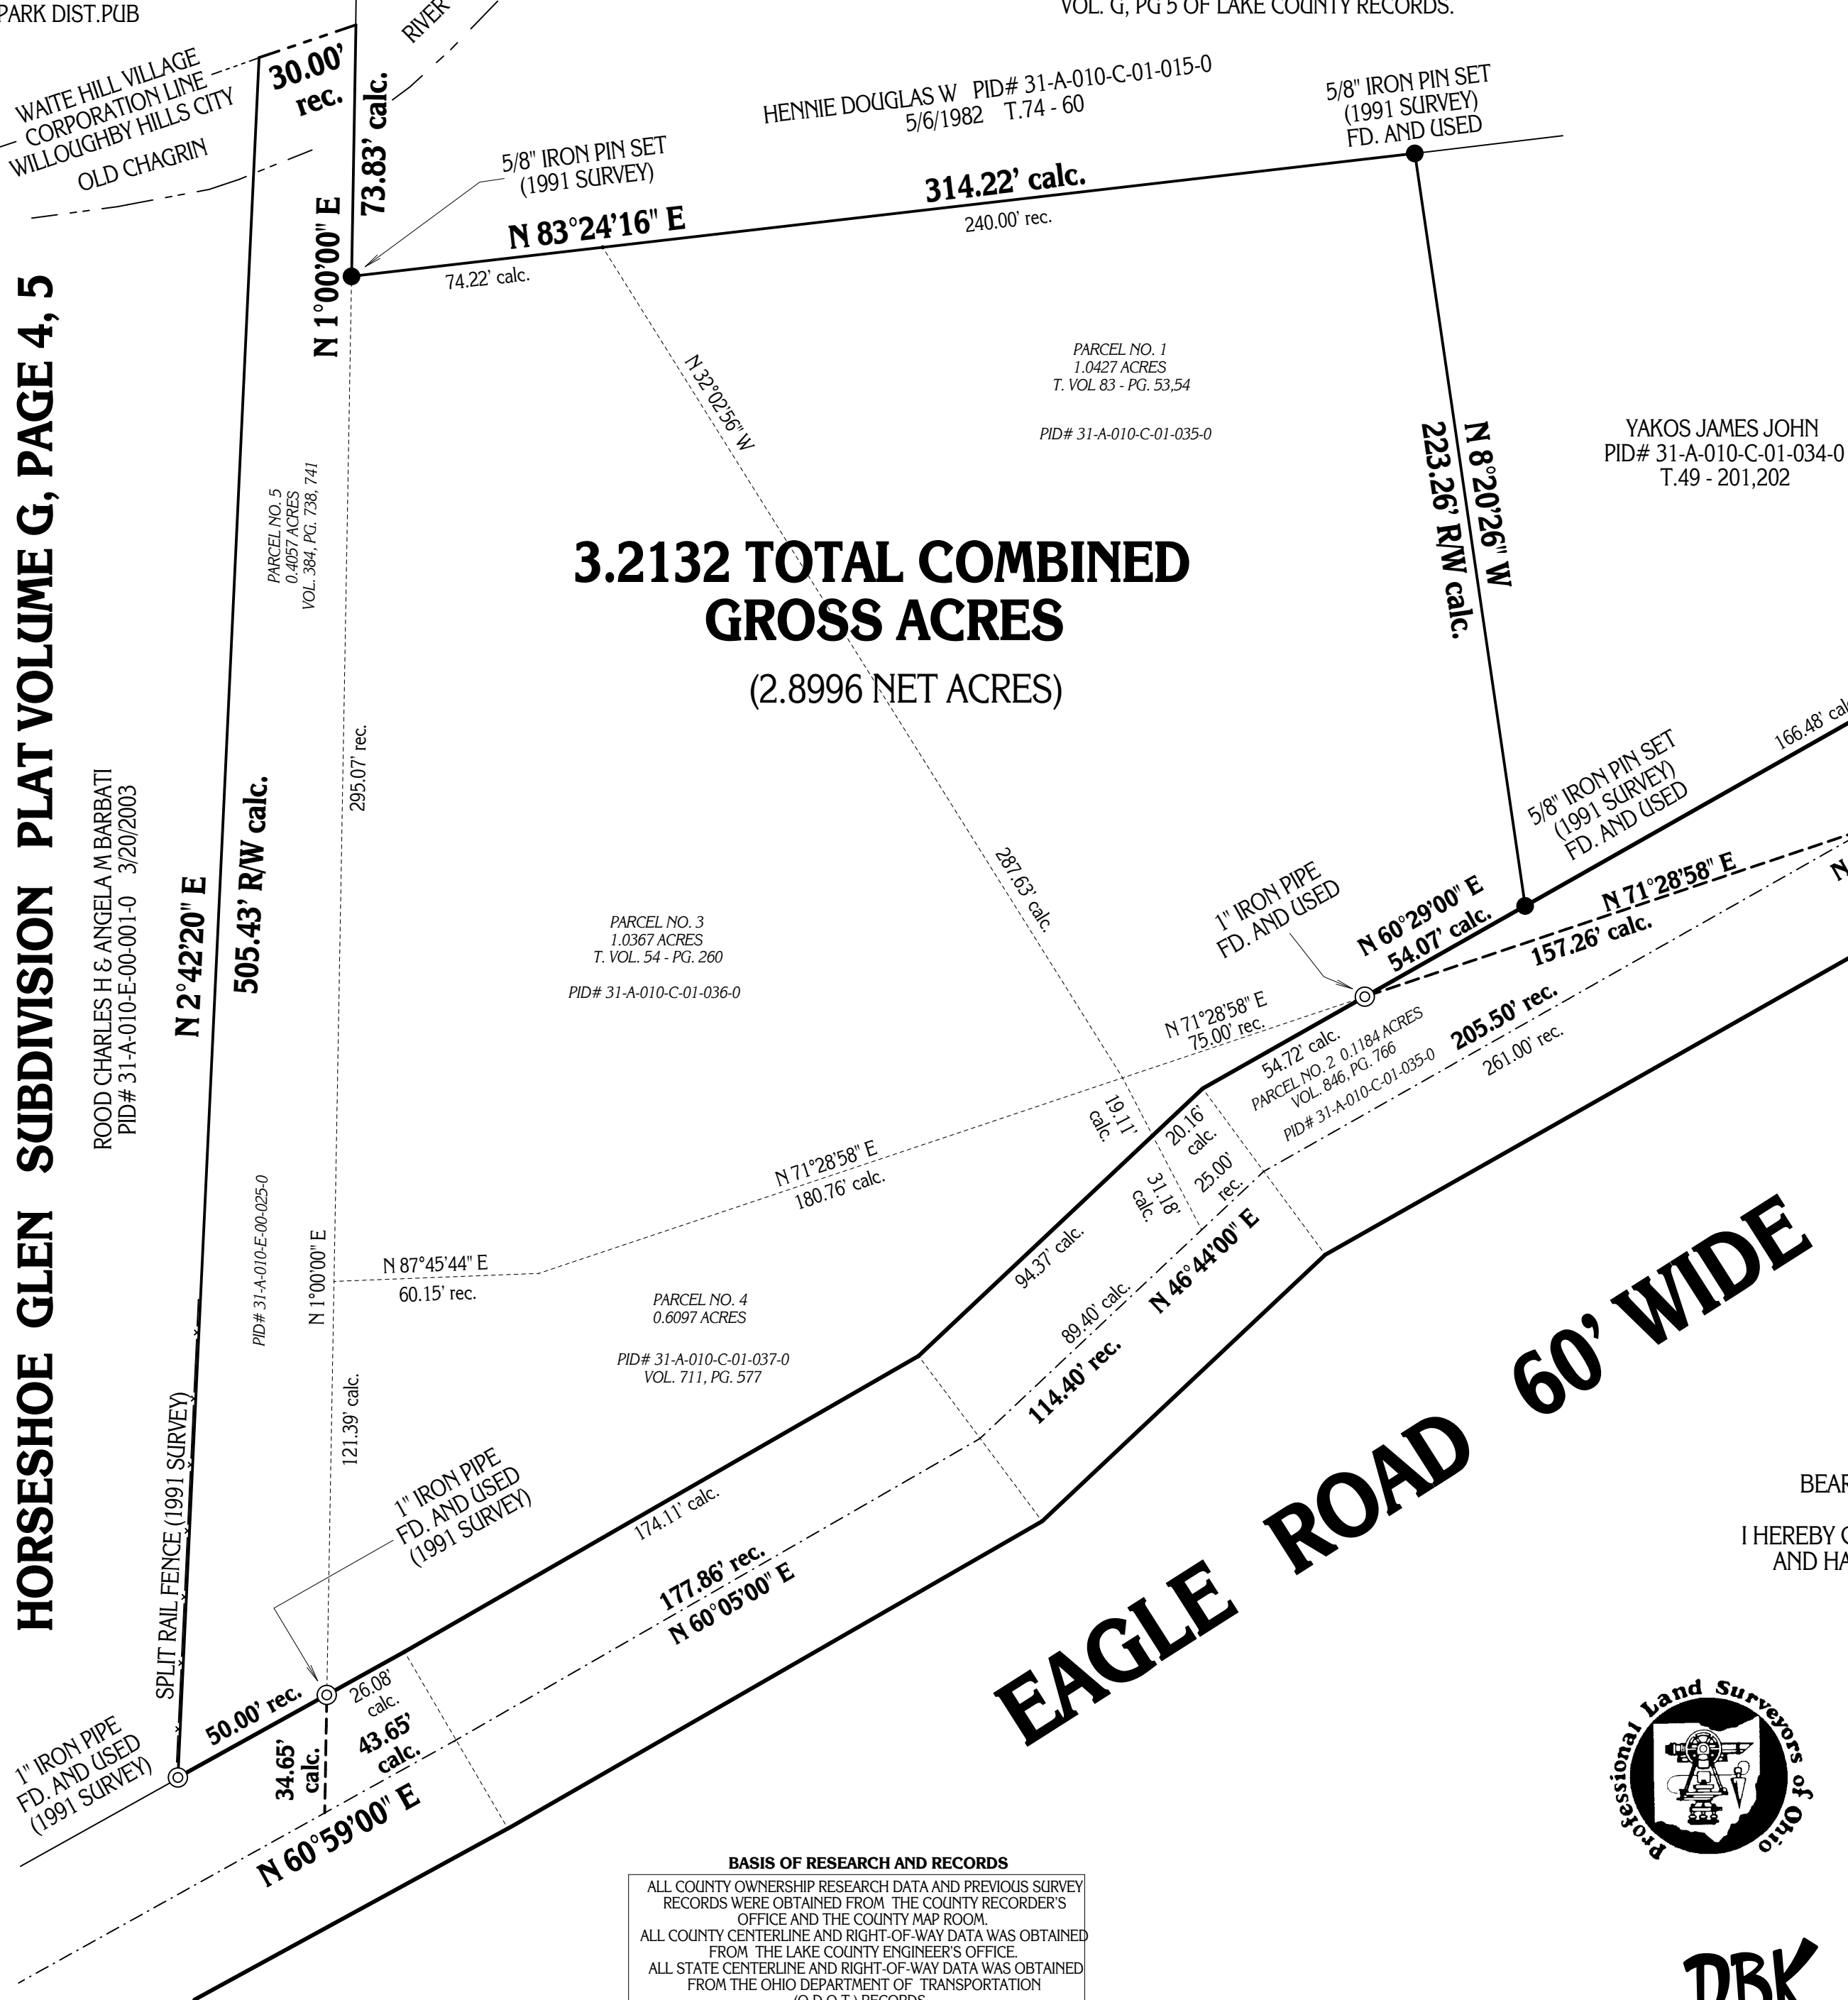 PARK DIST.PUB
VOL. G, PG 5 OF LAKE COUNTY RECORDS.
RIVER
WAITE HILL VILLAGE
CORPORATION LINE
WILLOUGHBY HILLS CITY
OLD CHAGRIN
30.00'
rec.
73.83' calc.
N 1°00'00" E
5/8" IRON PIN SET
(1991 SURVEY)
HENNIE DOUGLAS W   PID# 31-A-010-C-01-015-0
5/6/1982   T.74 - 60
5/8" IRON PIN SET
(1991 SURVEY)
FD. AND USED
314.22' calc.
N 83°24'16" E
240.00' rec.
74.22' calc.
HORSESHOE GLEN SUBDIVISION PLAT VOLUME G, PAGE 4, 5
N 32°02'56" W
PARCEL NO. 1
1.0427 ACRES
T. VOL 83 - PG. 53,54
PID# 31-A-010-C-01-035-0
N 8°20'26" W
223.26' R/W calc.
YAKOS JAMES JOHN
PID# 31-A-010-C-01-034-0
T.49 - 201,202
PARCEL NO. 5
0.4057 ACRES
VOL. 384, PG. 738, 741
3.2132 TOTAL COMBINED
GROSS ACRES
(2.8996 NET ACRES)
295.07' rec.
ROOD CHARLES H & ANGELA M BARBATI
PID# 31-A-010-E-00-001-0   3/20/2003
N 2°42'20" E
505.43' R/W calc.
287.63' calc.
PARCEL NO. 3
1.0367 ACRES
T. VOL. 54 - PG. 260
PID# 31-A-010-C-01-036-0
166.48'
5/8" IRON PIN SET
(1991 SURVEY)
FD. AND USED
1" IRON PIPE
FD. AND USED
N 60°29'00" E
54.07' calc.
N 71°28'58" E
157.26' calc.
N
N 71°28'58" E
75.00' rec.
54.72' calc.
PARCEL NO. 2  0.1184 ACRES
VOL. 846, PG. 766
PID# 31-A-010-C-01-035-0
205.50' rec.
261.00' rec.
19.11'
calc.
20.16'
calc.
25.00'
rec.
31.18'
calc.
N 71°28'58" E
180.76' calc.
PID# 31-A-010-E-00-025-0
N 1°00'00" E
N 87°45'44" E
60.15' rec.
PARCEL NO. 4
0.6097 ACRES
PID# 31-A-010-C-01-037-0
VOL. 711, PG. 577
94.37' calc.
N 46°44'00" E
89.40' calc.
114.40' rec.
121.39' calc.
EAGLE ROAD 60' WIDE
SPLIT RAIL FENCE (1991 SURVEY)
1" IRON PIPE
FD. AND USED
(1991 SURVEY)
174.11' calc.
177.86' rec.
N 60°05'00" E
BEAR
I HEREBY
AND HA
50.00' rec.
26.08'
calc.
43.65'
calc.
34.65'
calc.
1" IRON PIPE
FD. AND USED
(1991 SURVEY)
N 60°59'00" E
Professional Land Surveyors of Ohio
BASIS OF RESEARCH AND RECORDS
ALL COUNTY OWNERSHIP RESEARCH DATA AND PREVIOUS SURVEY
RECORDS WERE OBTAINED FROM THE COUNTY RECORDER'S
OFFICE AND THE COUNTY MAP ROOM.
ALL COUNTY CENTERLINE AND RIGHT-OF-WAY DATA WAS OBTAINED
FROM THE LAKE COUNTY ENGINEER'S OFFICE.
ALL STATE CENTERLINE AND RIGHT-OF-WAY DATA WAS OBTAINED
FROM THE OHIO DEPARTMENT OF TRANSPORTATION
(O.D.O.T.) RECORDS
DBK